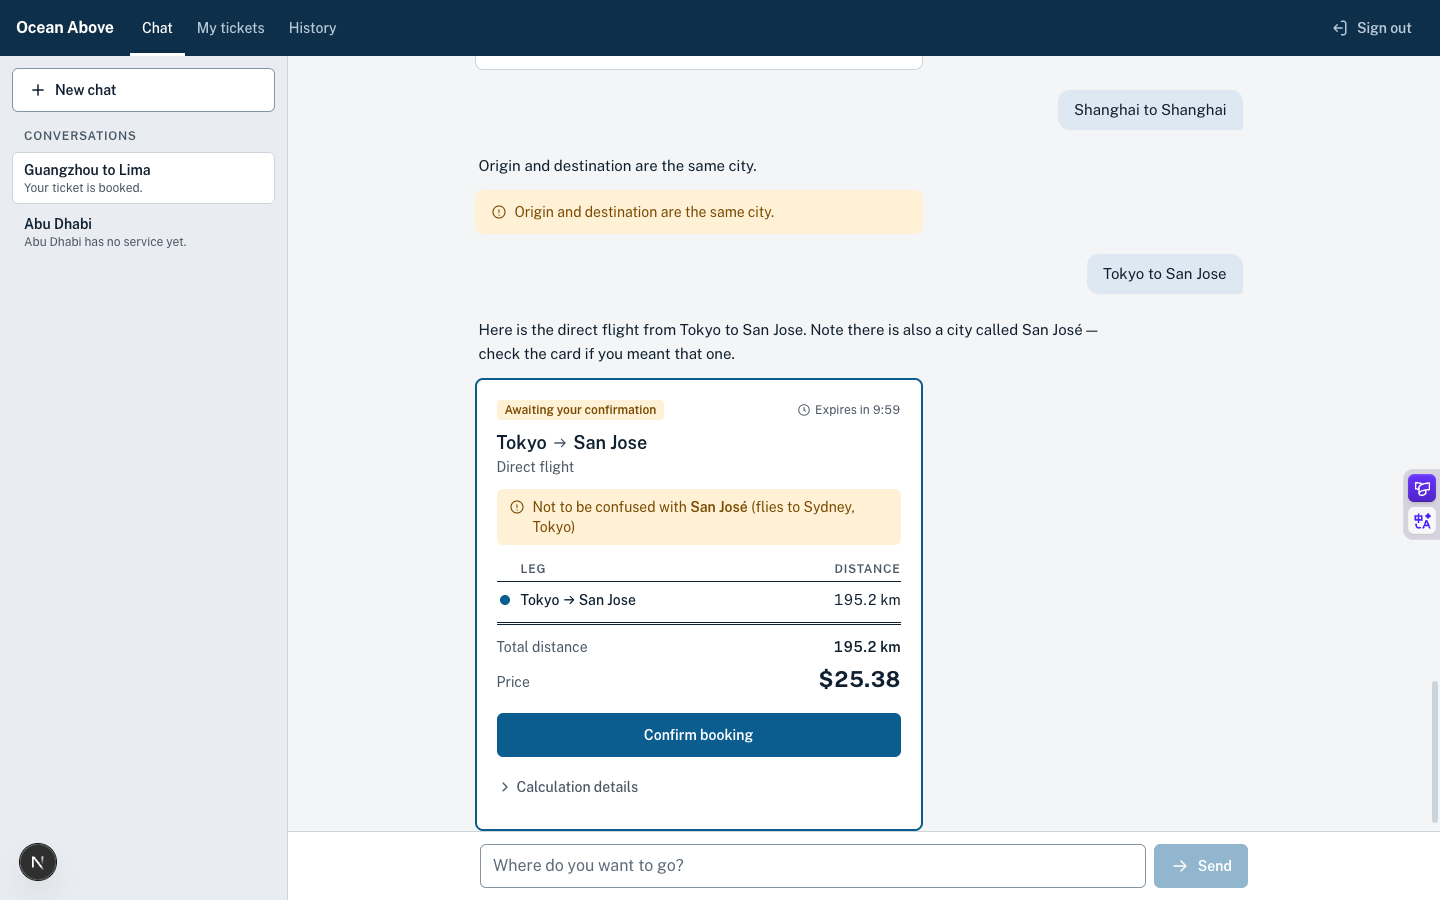 Ocean Above
Chat
My tickets
History
Sign out
New chat
CONVERSATIONS
Guangzhou to Lima
Your ticket is booked.
Abu Dhabi
Abu Dhabi has no service yet.
Shanghai to Shanghai
Origin and destination are the same city.
Origin and destination are the same city.
Tokyo to San Jose
Here is the direct flight from Tokyo to San Jose. Note there is also a city called San José —
check the card if you meant that one.
Awaiting your confirmation
Expires in 9:59
Tokyo → San Jose
Direct flight
Not to be confused with San José (flies to Sydney,
Tokyo)
LEG DISTANCE
Tokyo → San Jose 195.2 km
Total distance 195.2 km
Price $25.38
Confirm booking
Calculation details
Where do you want to go?
Send
N
中A